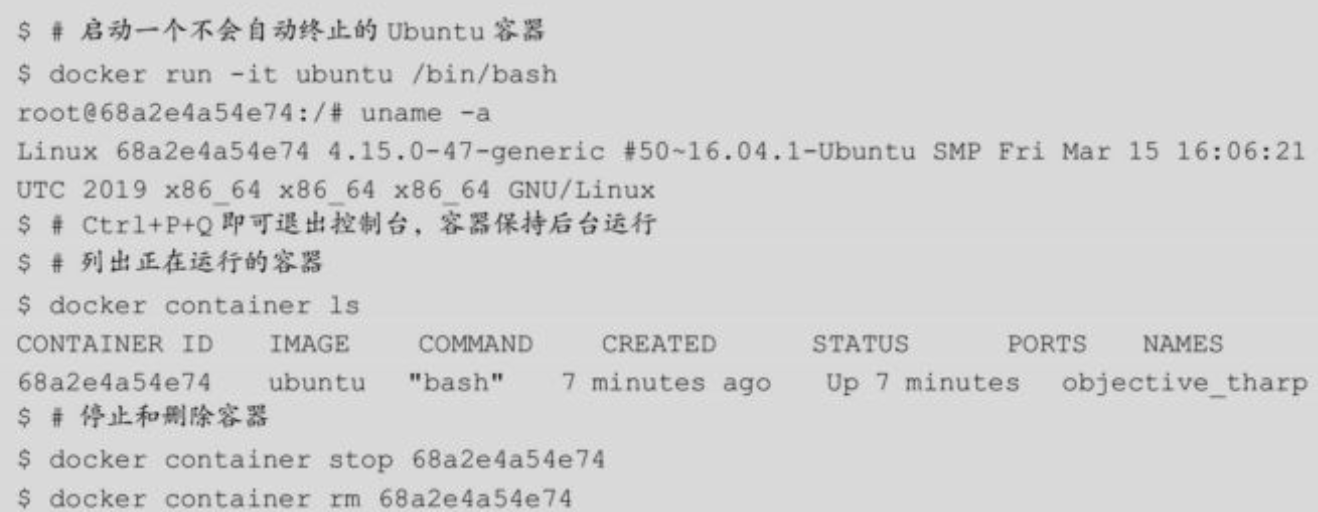 $ # 启动一个不会自动终止的 Ubuntu 容器
$ docker run -it ubuntu /bin/bash
root@68a2e4a54e74:/# uname -a
Linux 68a2e4a54e74 4.15.0-47-generic #50~16.04.1-Ubuntu SMP Fri Mar 15 16:06:21
UTC 2019 x86_64 x86_64 x86_64 GNU/Linux
$ # Ctrl+P+Q 即可退出控制台，容器保持后台运行
$ # 列出正在运行的容器
$ docker container ls
CONTAINER ID IMAGE COMMAND CREATED STATUS PORTS NAMES
68a2e4a54e74 ubuntu "bash" 7 minutes ago Up 7 minutes objective_tharp
$ # 停止和删除容器
$ docker container stop 68a2e4a54e74
$ docker container rm 68a2e4a54e74